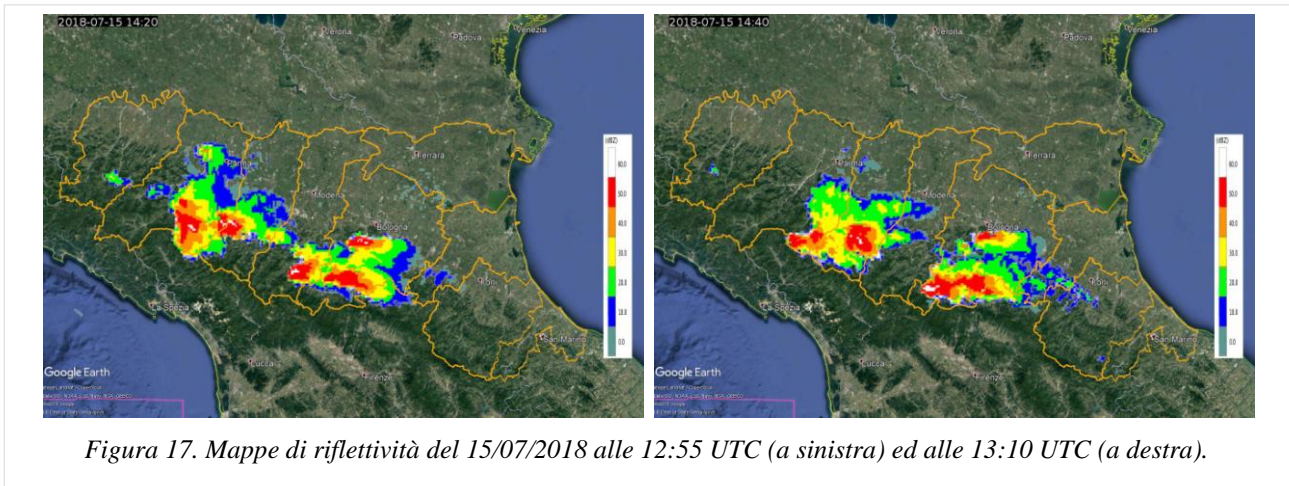 2018-07-15 14:20
Verona
Padova
Venezia
Parma
Ferrara
Modena
Bologna
Forlì
La Spezia
San Marino
Lucca
Firenze
Google Earth
(dBZ)
60.0
50.0
40.0
30.0
20.0
10.0
0.0
2018-07-15 14:40
Verona
Padova
Venezia
Parma
Ferrara
Modena
Bologna
Forlì
La Spezia
San Marino
Lucca
Firenze
Google Earth
(dBZ)
60.0
50.0
40.0
30.0
20.0
10.0
0.0
Figura 17. Mappe di riflettività del 15/07/2018 alle 12:55 UTC (a sinistra) ed alle 13:10 UTC (a destra).